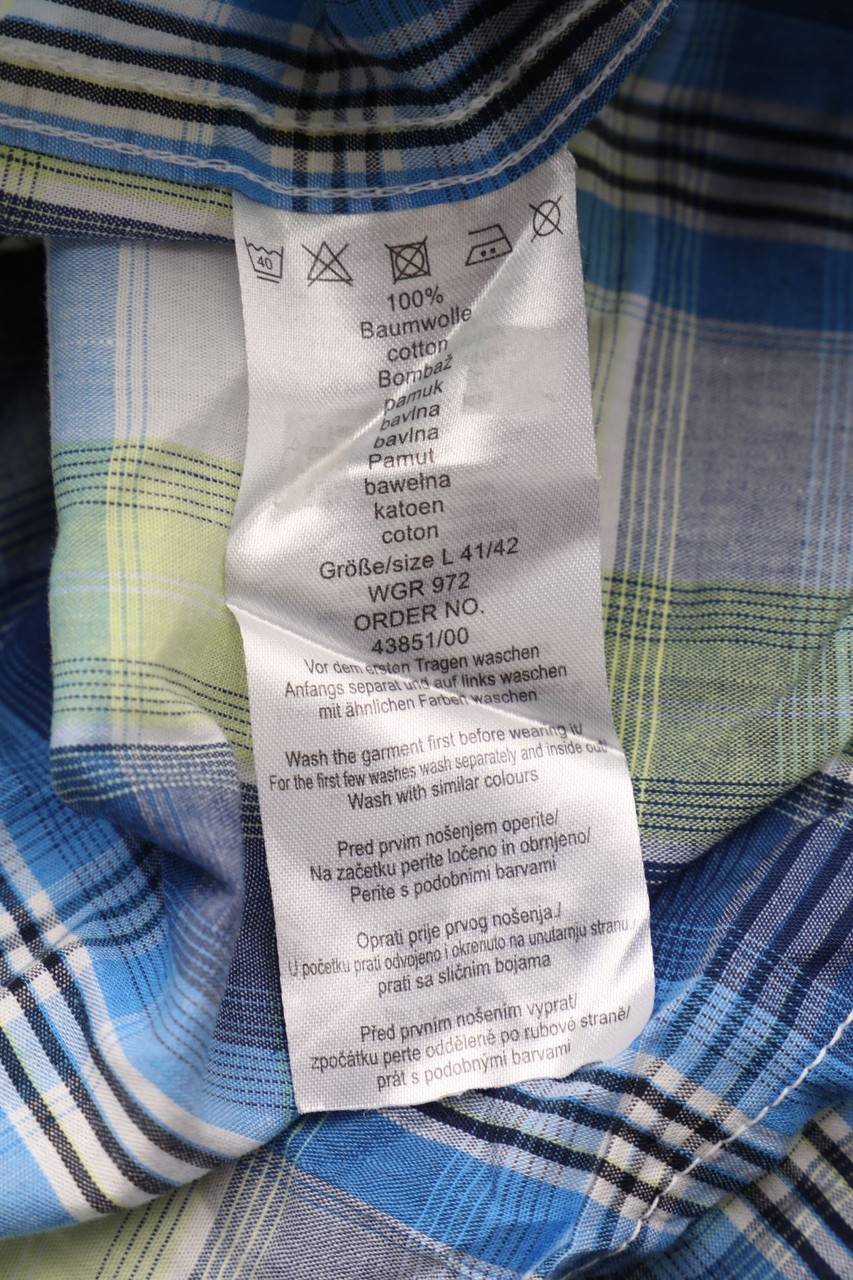 40
100%
Baumwolle
cotton
Bombaž
pamuk
bavlna
bavlna
Pamut
bawełna
katoen
coton
Größe/size L 41/42
WGR 972
ORDER NO.
43851/00
Vor dem ersten Tragen waschen
Anfangs separat und auf links waschen
mit ähnlichen Farben waschen
Wash the garment first before wearing it/
For the first few washes wash separately and inside out/
Wash with similar colours
Pred prvim nošenjem operite/
Na začetku perite ločeno in obrnjeno/
Perite s podobnimi barvami
Oprati prije prvog nošenja./
U početku prati odvojeno i okrenuto na unutarnju stranu./
prati sa sličnim bojama
Před prvním nošením vyprat/
zpočátku perte odděleně po rubové straně/
prát s podobnými barvami